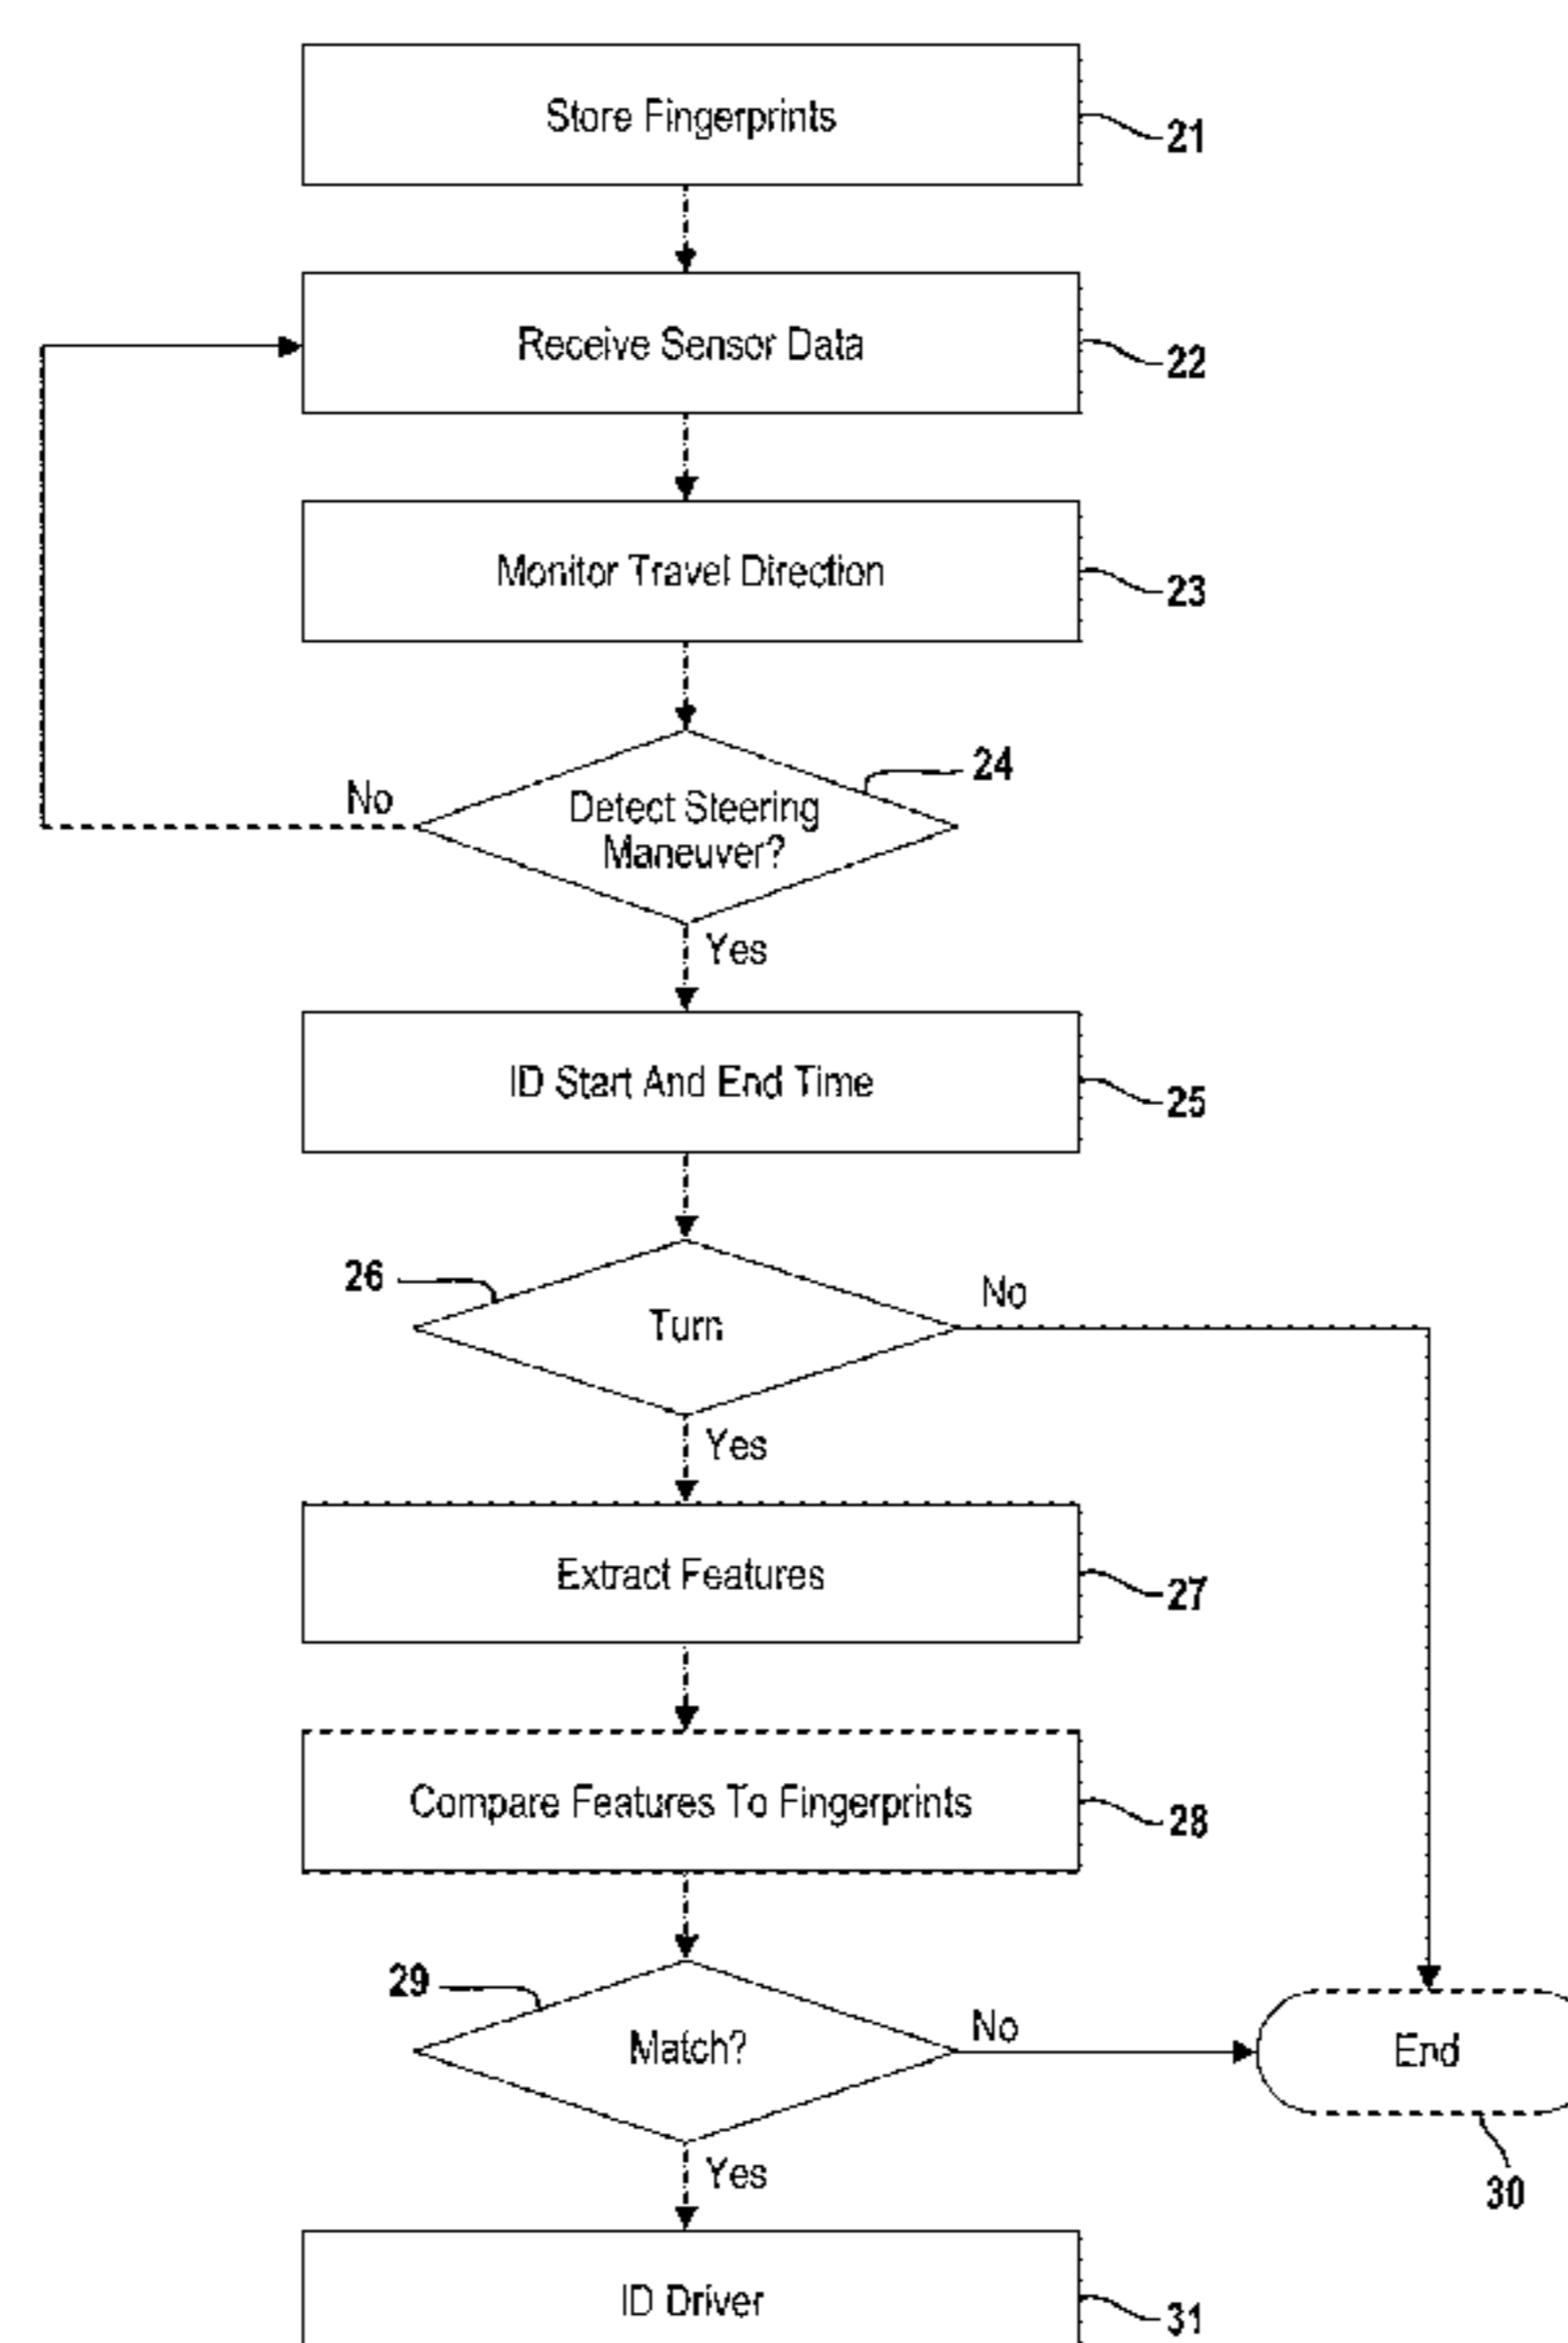 Store Fingerprints
21
Receive Sensor Data
22
Monitor Travel Direction
23
24
No
Detect Steering
Maneuver?
Yes
ID Start And End Time
25
26
No
Turn
Yes
Extract Features
27
Compare Features To Fingerprints
28
29
No
Match?
End
Yes
30
ID Driver
31